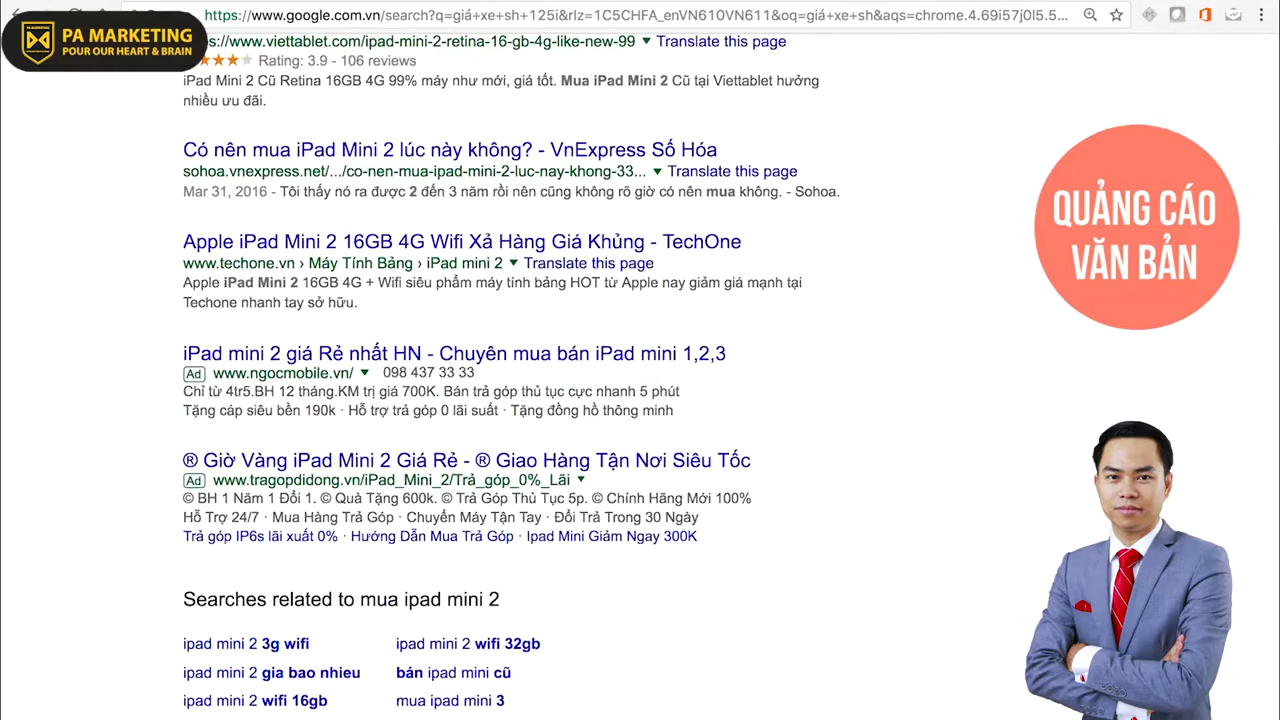 https://www.google.com.vn/search?q=giá+xe+sh+125i&rlz=1C5CHFA_enVN610VN611&oq=giá+xe+sh&aqs=chrome.4.69i57j0l5.5...
PA MARKETING
POUR OUR HEART & BRAIN
s://www.viettablet.com/ipad-mini-2-retina-16-gb-4g-like-new-99 ▼ Translate this page
Rating: 3.9 - 106 reviews
iPad Mini 2 Cũ Retina 16GB 4G 99% máy như mới, giá tốt. Mua iPad Mini 2 Cũ tại Viettablet hưởng
nhiều ưu đãi.
Có nên mua iPad Mini 2 lúc này không? - VnExpress Số Hóa
sohoa.vnexpress.net/.../co-nen-mua-ipad-mini-2-luc-nay-khong-33... ▼ Translate this page
Mar 31, 2016 - Tôi thấy nó ra được 2 đến 3 năm rồi nên cũng không rõ giờ có nên mua không. - Sohoa.
QUẢNG CÁO
VĂN BẢN
Apple iPad Mini 2 16GB 4G Wifi Xả Hàng Giá Khủng - TechOne
www.techone.vn › Máy Tính Bảng › iPad mini 2 ▼ Translate this page
Apple iPad Mini 2 16GB 4G + Wifi siêu phẩm máy tính bảng HOT từ Apple nay giảm giá mạnh tại
Techone nhanh tay sở hữu.
iPad mini 2 giá Rẻ nhất HN - Chuyên mua bán iPad mini 1,2,3
Ad www.ngocmobile.vn/ ▼ 098 437 33 33
Chỉ từ 4tr5.BH 12 tháng.KM trị giá 700K. Bán trả góp thủ tục cực nhanh 5 phút
Tặng cáp siêu bền 190k · Hỗ trợ trả góp 0 lãi suất · Tặng đồng hồ thông minh
® Giờ Vàng iPad Mini 2 Giá Rẻ - ® Giao Hàng Tận Nơi Siêu Tốc
Ad www.tragopdidong.vn/iPad_Mini_2/Trả_góp_0%_Lãi ▼
© BH 1 Năm 1 Đổi 1. © Quà Tặng 600k. © Trả Góp Thủ Tục 5p. © Chính Hãng Mới 100%
Hỗ Trợ 24/7 · Mua Hàng Trả Góp · Chuyển Máy Tận Tay · Đổi Trả Trong 30 Ngày
Trả góp IP6s lãi xuất 0% · Hướng Dẫn Mua Trả Góp · Ipad Mini Giảm Ngay 300K
Searches related to mua ipad mini 2
ipad mini 2 3g wifi
ipad mini 2 wifi 32gb
ipad mini 2 gia bao nhieu
bán ipad mini cũ
ipad mini 2 wifi 16gb
mua ipad mini 3